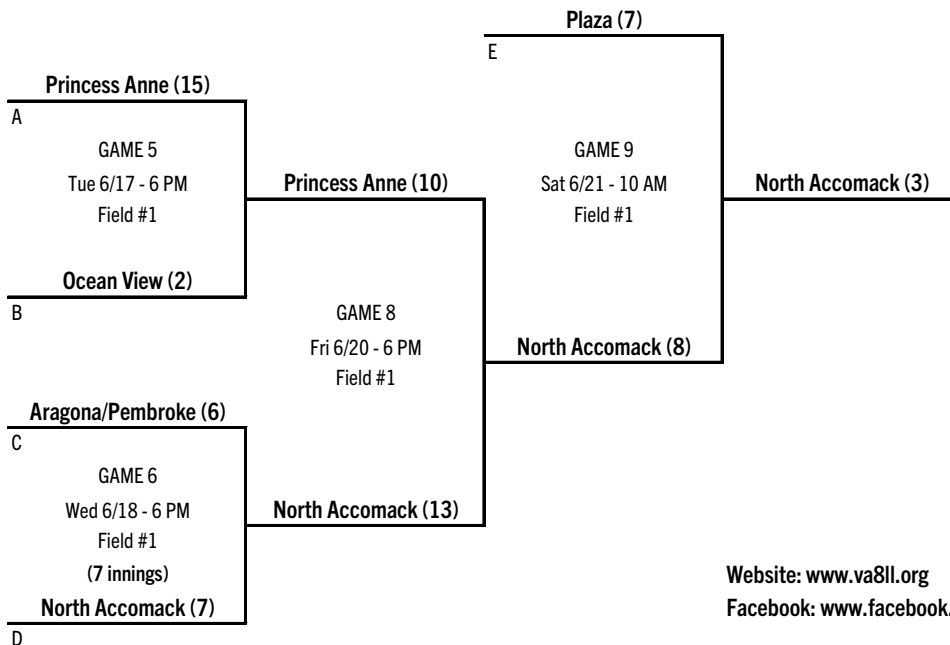 Plaza (7)
E
Princess Anne (15)
A
GAME 5
Tue 6/17 - 6 PM
Field #1
Ocean View (2)
B
Princess Anne (10)
GAME 9
Sat 6/21 - 10 AM
Field #1
North Accomack (3)
GAME 8
Fri 6/20 - 6 PM
Field #1
North Accomack (8)
Aragona/Pembroke (6)
C
GAME 6
Wed 6/18 - 6 PM
Field #1
(7 innings)
North Accomack (7)
D
North Accomack (13)
Website: www.va8ll.org
Facebook: www.facebook.